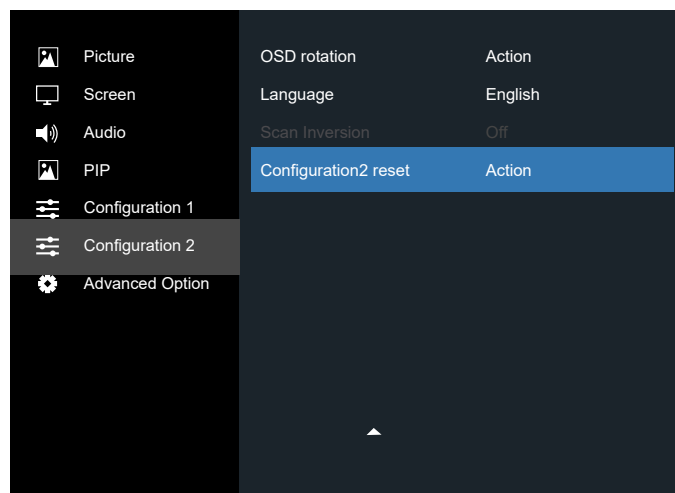 Picture
Screen
Audio
PIP
Configuration 1
Configuration 2
Advanced Option
OSD rotation Action
Language English
Scan Inversion Off
Configuration2 reset Action